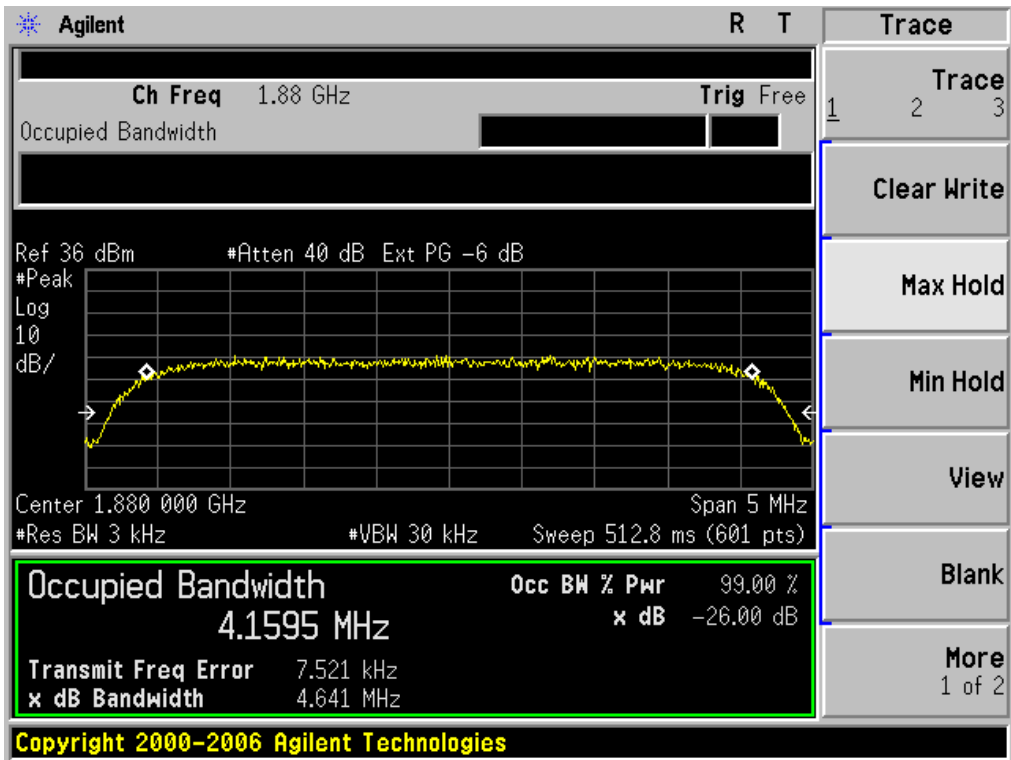 Agilent R T Trace
Ch Freq 1.88 GHz Trig Free
Occupied Bandwidth
Trace
1 2 3
Clear Write
Max Hold
Min Hold
View
Blank
More
1 of 2
Ref 36 dBm #Atten 40 dB Ext PG -6 dB
#Peak
Log
10
dB/
Center 1.880 000 GHz Span 5 MHz
#Res BW 3 kHz #VBW 30 kHz Sweep 512.8 ms (601 pts)
Occupied Bandwidth Occ BW % Pwr 99.00 %
4.1595 MHz x dB -26.00 dB
Transmit Freq Error 7.521 kHz
x dB Bandwidth 4.641 MHz
Copyright 2000-2006 Agilent Technologies